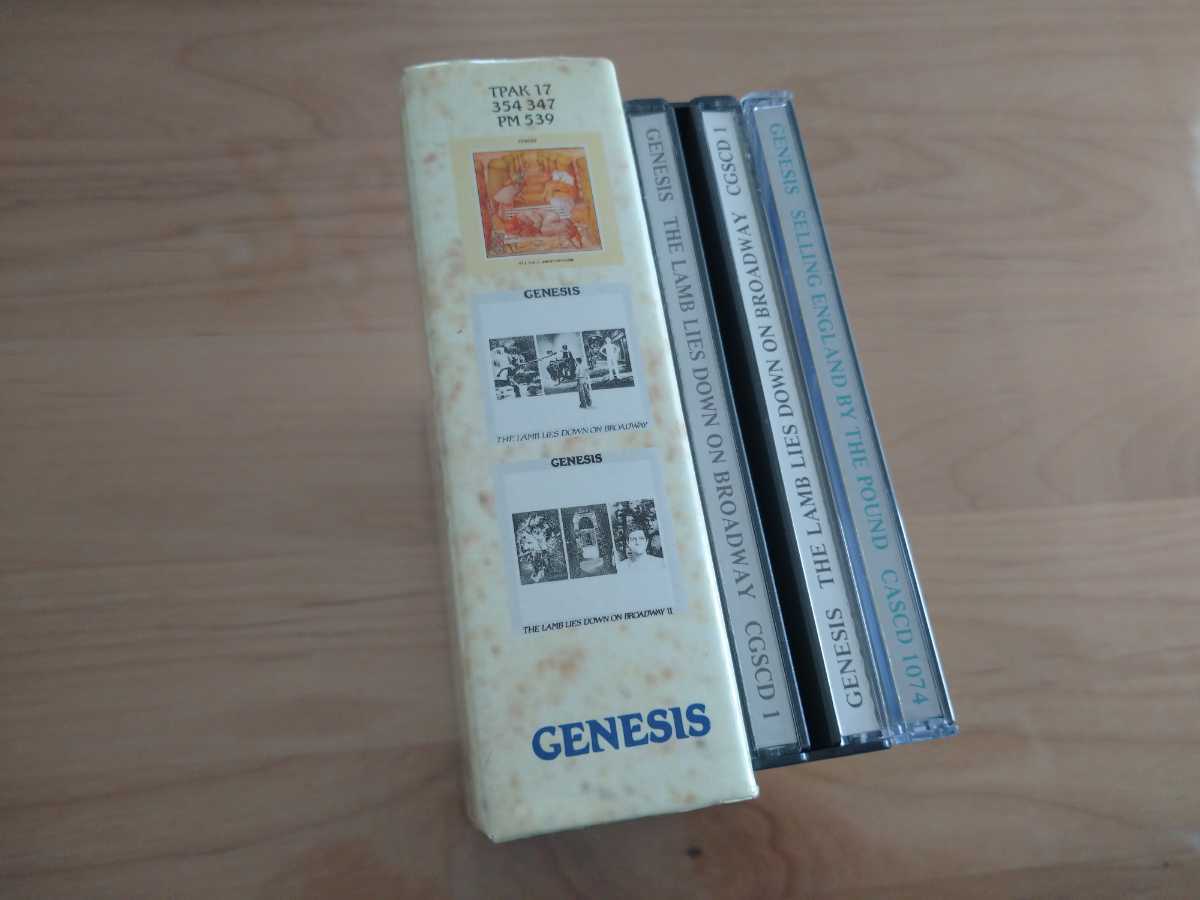 TPAK 17
354 347
PM 539
GENESIS
THE LAMB LIES DOWN ON BROADWAY
GENESIS
THE LAMB LIES DOWN ON BROADWAY II
GENESIS
GENESIS THE LAMB LIES DOWN ON BROADWAY CGSCD 1
GENESIS THE LAMB LIES DOWN ON BROADWAY CGSCD 1
GENESIS SELLING ENGLAND BY THE POUND CASCD 1074